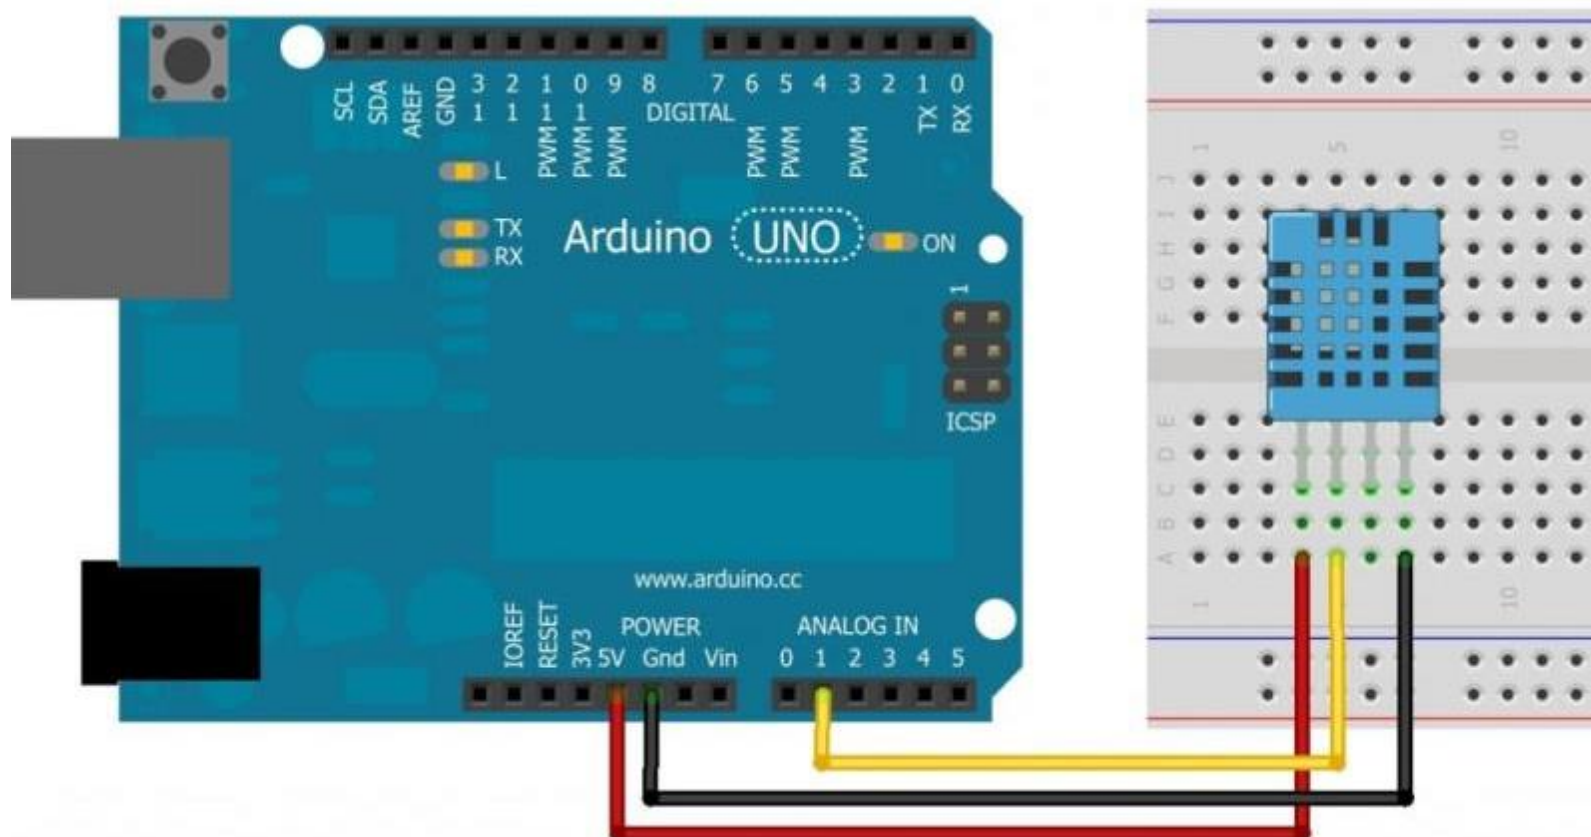 SCL SDA AREF GND 13 12 11 10 9 8 7 6 5 4 3 2 1 0
DIGITAL
PWM PWM PWM PWM PWM PWM TX RX
L
TX
RX
Arduino UNO ON
1
ICSP
www.arduino.cc
IOREF RESET 3V3
POWER
5V Gnd Vin
ANALOG IN
0 1 2 3 4 5
1 5 10
J
I
H
G
F
E
D
C
B
A
1 10